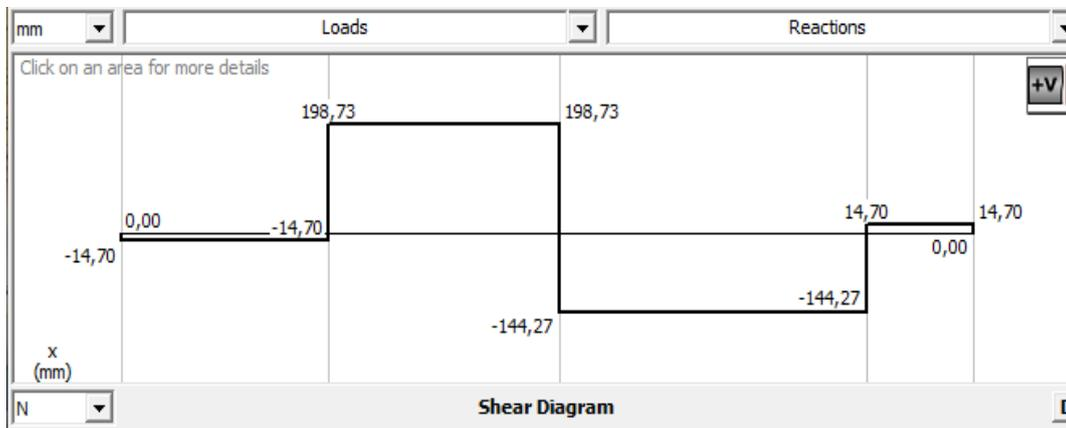 mm Loads Reactions
Click on an area for more details
+V
198,73 198,73
0,00 -14,70 14,70 14,70
-14,70 0,00
-144,27 -144,27
x
(mm)
N Shear Diagram